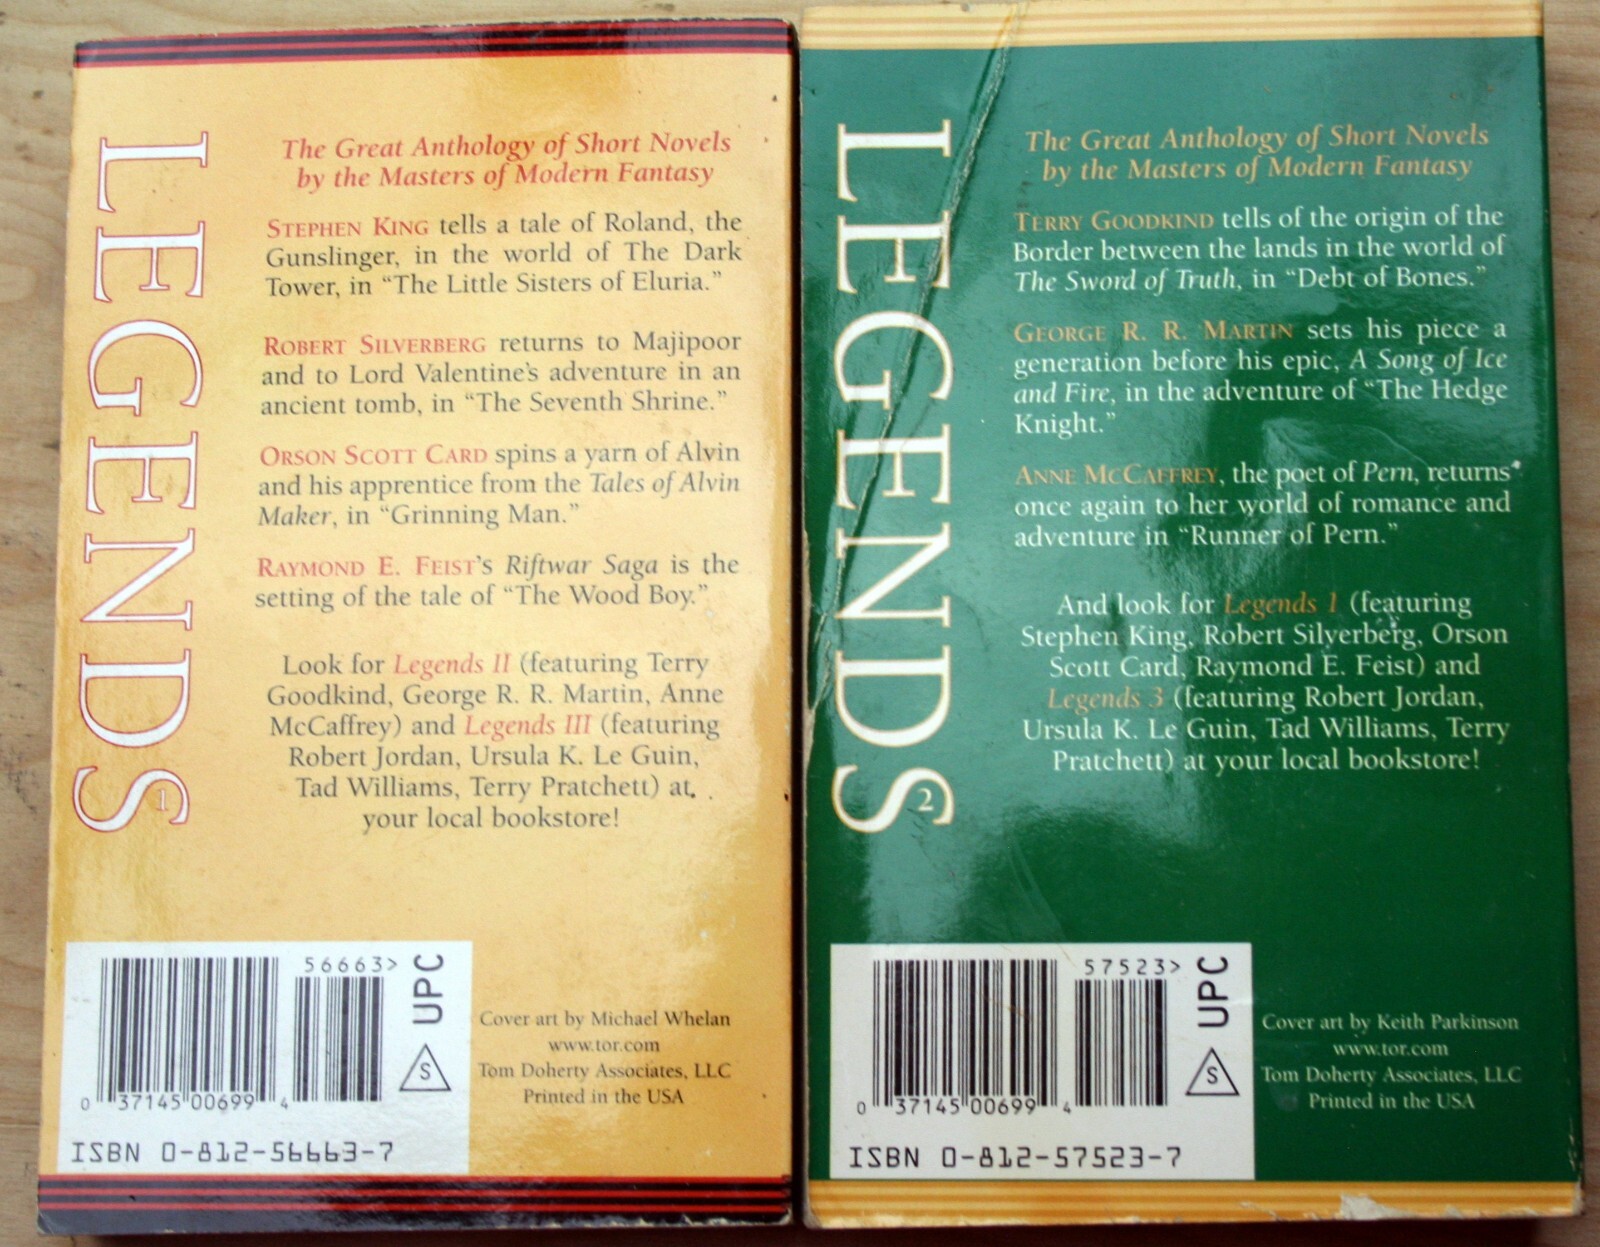 LEGENDS
1
The Great Anthology of Short Novels
by the Masters of Modern Fantasy
STEPHEN KING tells a tale of Roland, the
Gunslinger, in the world of The Dark
Tower, in “The Little Sisters of Eluria.”
ROBERT SILVERBERG returns to Majipoor
and to Lord Valentine's adventure in an
ancient tomb, in “The Seventh Shrine.”
ORSON SCOTT CARD spins a yarn of Alvin
and his apprentice from the Tales of Alvin
Maker, in “Grinning Man.”
RAYMOND E. FEIST's Riftwar Saga is the
setting of the tale of “The Wood Boy.”
Look for Legends II (featuring Terry
Goodkind, George R. R. Martin, Anne
McCaffrey) and Legends III (featuring
Robert Jordan, Ursula K. Le Guin,
Tad Williams, Terry Pratchett) at
your local bookstore!
56663>
UPC
S
0 37145 00699 4
ISBN 0-812-56663-7
Cover art by Michael Whelan
www.tor.com
Tom Doherty Associates, LLC
Printed in the USA
LEGENDS
2
The Great Anthology of Short Novels
by the Masters of Modern Fantasy
TERRY GOODKIND tells of the origin of the
Border between the lands in the world of
The Sword of Truth, in “Debt of Bones.”
GEORGE R. R. MARTIN sets his piece a
generation before his epic, A Song of Ice
and Fire, in the adventure of “The Hedge
Knight.”
ANNE MCCAFFREY, the poet of Pern, returns
once again to her world of romance and
adventure in “Runner of Pern.”
And look for Legends 1 (featuring
Stephen King, Robert Silverberg, Orson
Scott Card, Raymond E. Feist) and
Legends 3 (featuring Robert Jordan,
Ursula K. Le Guin, Tad Williams, Terry
Pratchett) at your local bookstore!
57523>
UPC
S
0 37145 00699 4
ISBN 0-812-57523-7
Cover art by Keith Parkinson
www.tor.com
Tom Doherty Associates, LLC
Printed in the USA